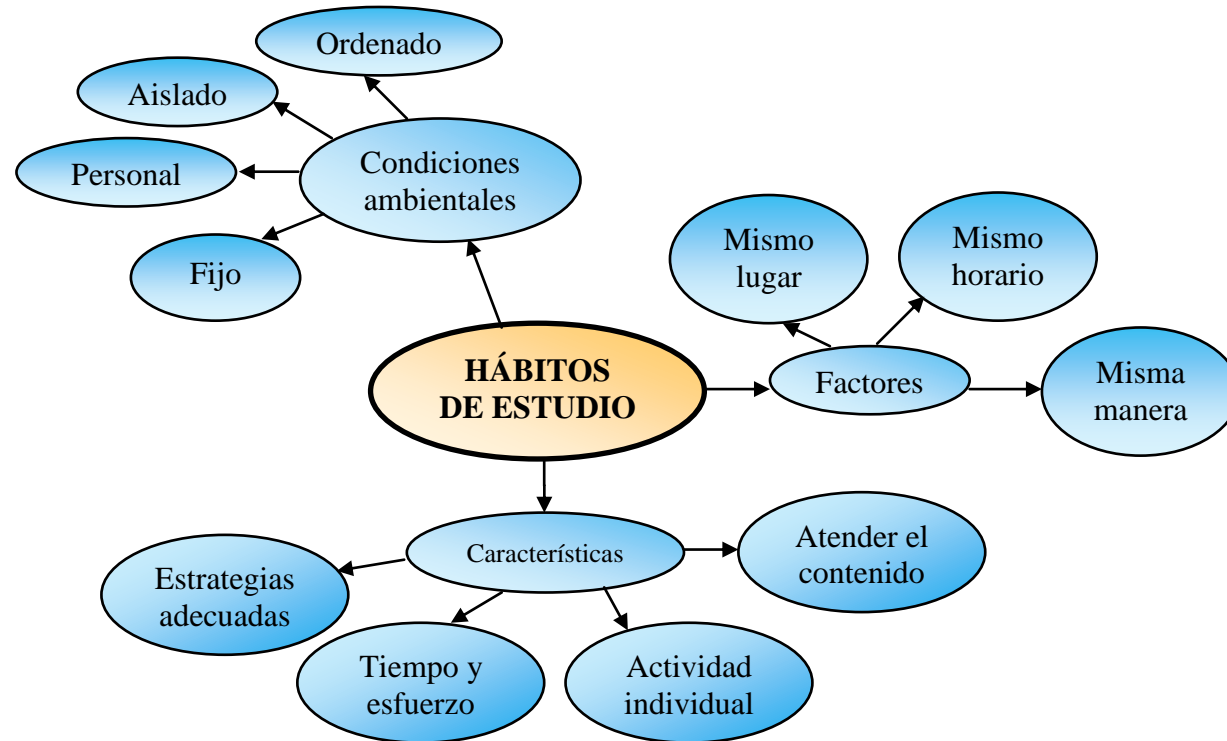 Ordenado
Aislado
Personal
Fijo
Condiciones
ambientales
Mismo
lugar
Mismo
horario
HÁBITOS
DE ESTUDIO
Factores
Misma
manera
Característícas
Estrategias
adecuadas
Tiempo y
esfuerzo
Actividad
individual
Atender el
contenido